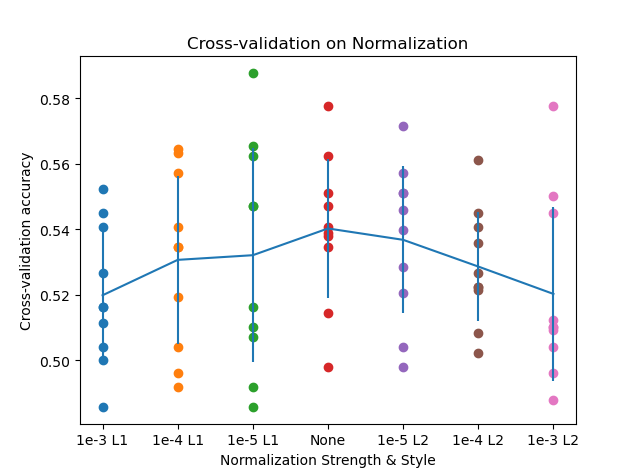 Cross-validation on Normalization
Cross-validation accuracy
0.58
0.56
0.54
0.52
0.50
1e-3 L1 1e-4 L1 1e-5 L1 None 1e-5 L2 1e-4 L2 1e-3 L2
Normalization Strength & Style